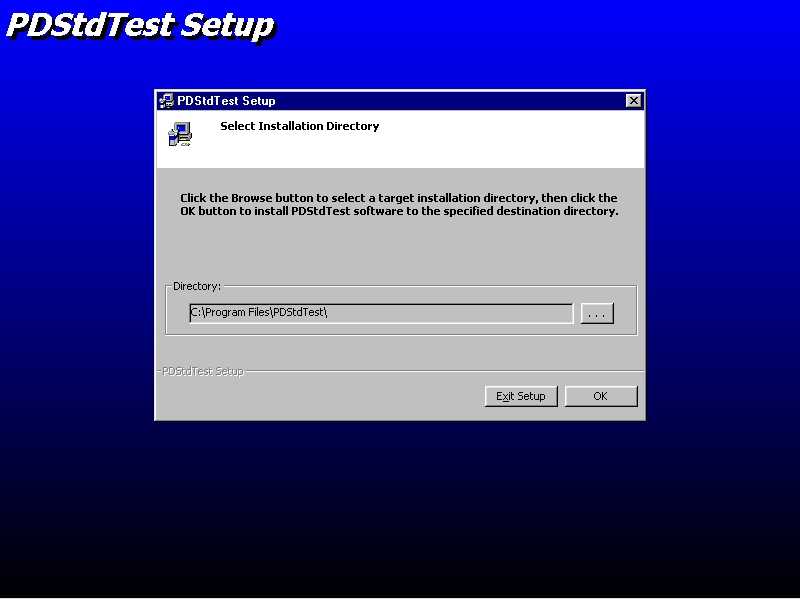 PDStdTest Setup
PDStdTest Setup
Select Installation Directory
Click the Browse button to select a target installation directory, then click the
OK button to install PDStdTest software to the specified destination directory.
Directory:
C:\Program Files\PDStdTest\
...
PDStdTest Setup
Exit Setup
OK